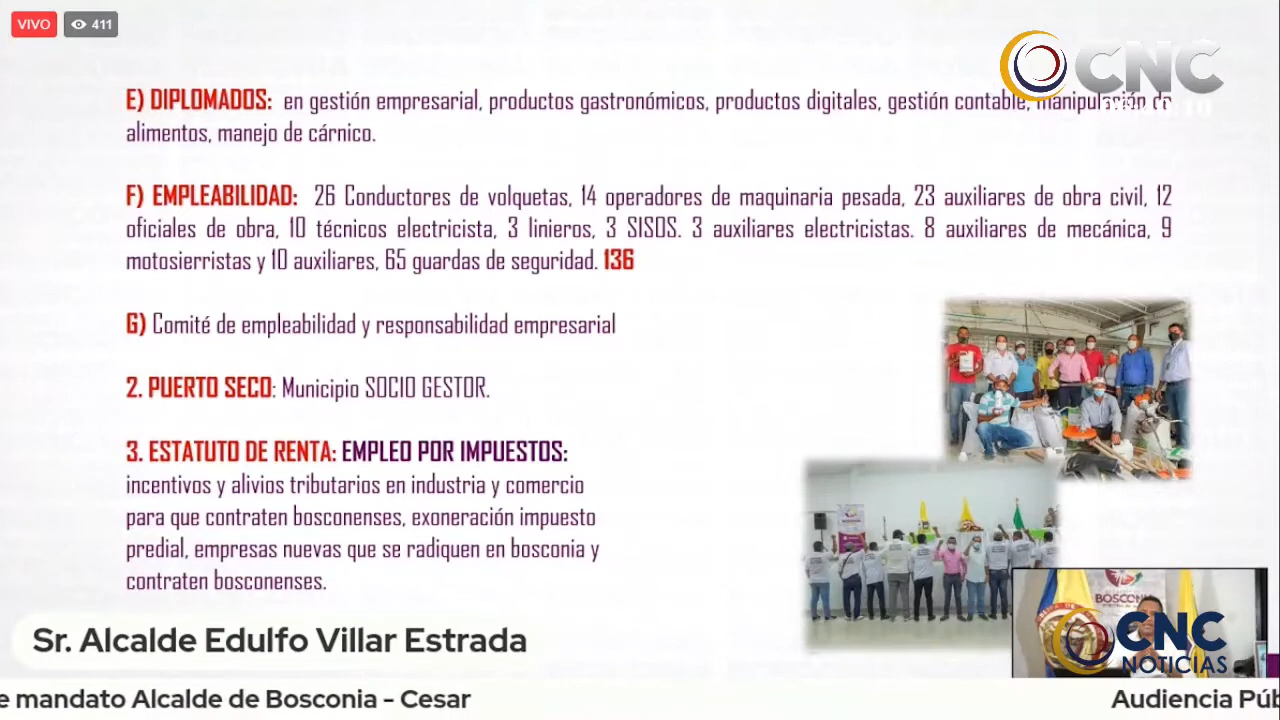 VIVO 411
CNC
E) DIPLOMADOS: en gestión empresarial, productos gastronómicos, productos digitales, gestión contable, manipulación de
alimentos, manejo de cárnico.
F) EMPLEABILIDAD: 26 Conductores de volquetas, 14 operadores de maquinaria pesada, 23 auxiliares de obra civil, 12
oficiales de obra, 10 técnicos electricista, 3 linieros, 3 SISOS. 3 auxiliares electricistas. 8 auxiliares de mecánica, 9
motosierristas y 10 auxiliares, 65 guardas de seguridad. 136
G) Comité de empleabilidad y responsabilidad empresarial
2. PUERTO SECO: Municipio SOCIO GESTOR.
3. ESTATUTO DE RENTA: EMPLEO POR IMPUESTOS:
incentivos y alivios tributarios en industria y comercio
para que contraten bosconenses, exoneración impuesto
predial, empresas nuevas que se radiquen en bosconia y
contraten bosconenses.
CNC
NOTICIAS
Sr. Alcalde Edulfo Villar Estrada
e mandato Alcalde de Bosconia - Cesar
Audiencia Púb